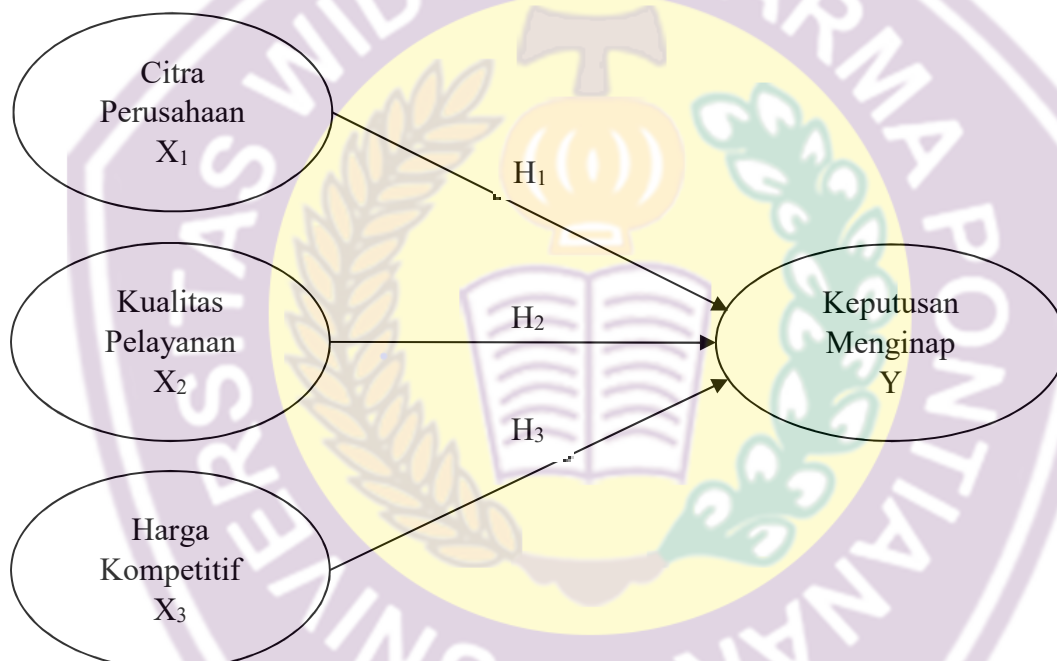 Citra
Perusahaan
X₁
H₁
Kualitas
Pelayanan
X₂
H₂
Keputusan
Menginap
Y
H₃
Harga
Kompetitif
X₃